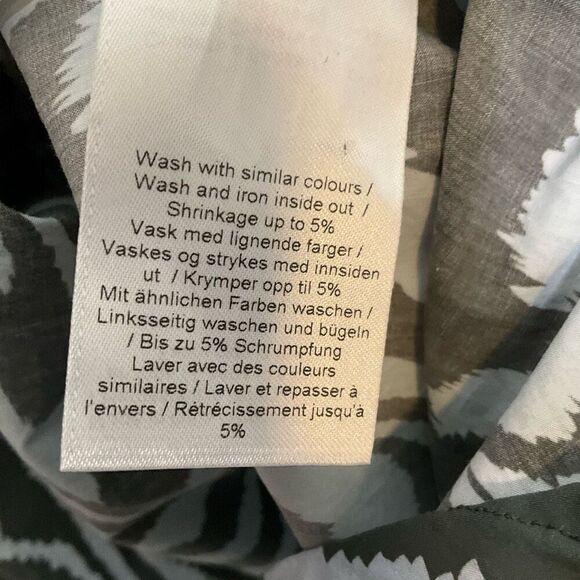 Wash with similar colours /
Wash and iron inside out /
Shrinkage up to 5%
Vask med lignende farger /
Vaskes og strykes med innsiden
ut / Krymper opp til 5%
Mit ähnlichen Farben waschen /
Linksseitig waschen und bügeln
/ Bis zu 5% Schrumpfung
Laver avec des couleurs
similaires / Laver et repasser à
l'envers / Rétrécissement jusqu'à
5%